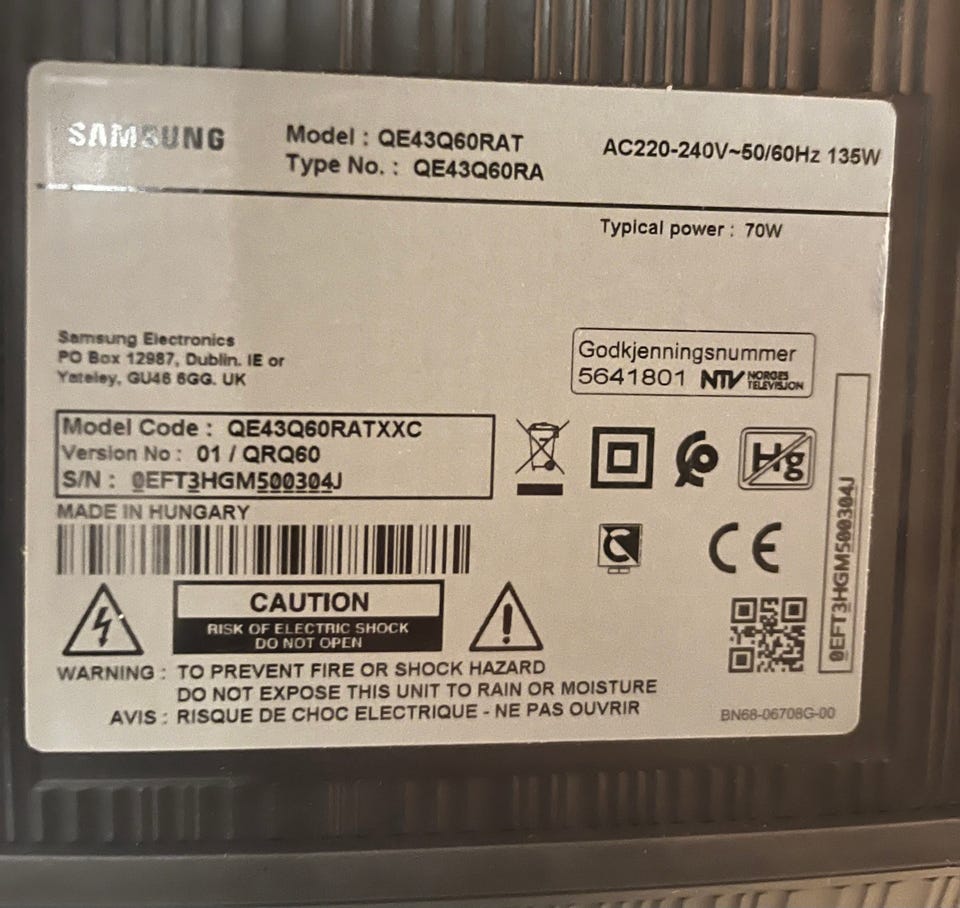 SAMSUNG
Model : QE43Q60RAT
Type No. : QE43Q60RA
AC220-240V~50/60Hz 135W
Typical power : 70W
Samsung Electronics
PO Box 12987, Dublin. IE or
Yateley, GU46 6GG. UK
Godkjenningsnummer
5641801 NTV NORGES TELEVISJON
Model Code : QE43Q60RATXXC
Version No : 01 / QRQ60
S/N : 0EFT3HGM500304J
MADE IN HUNGARY
Hg
CE
0EFT3HGM500304J
CAUTION
RISK OF ELECTRIC SHOCK
DO NOT OPEN
WARNING : TO PREVENT FIRE OR SHOCK HAZARD
DO NOT EXPOSE THIS UNIT TO RAIN OR MOISTURE
AVIS : RISQUE DE CHOC ELECTRIQUE - NE PAS OUVRIR
BN68-06708G-00